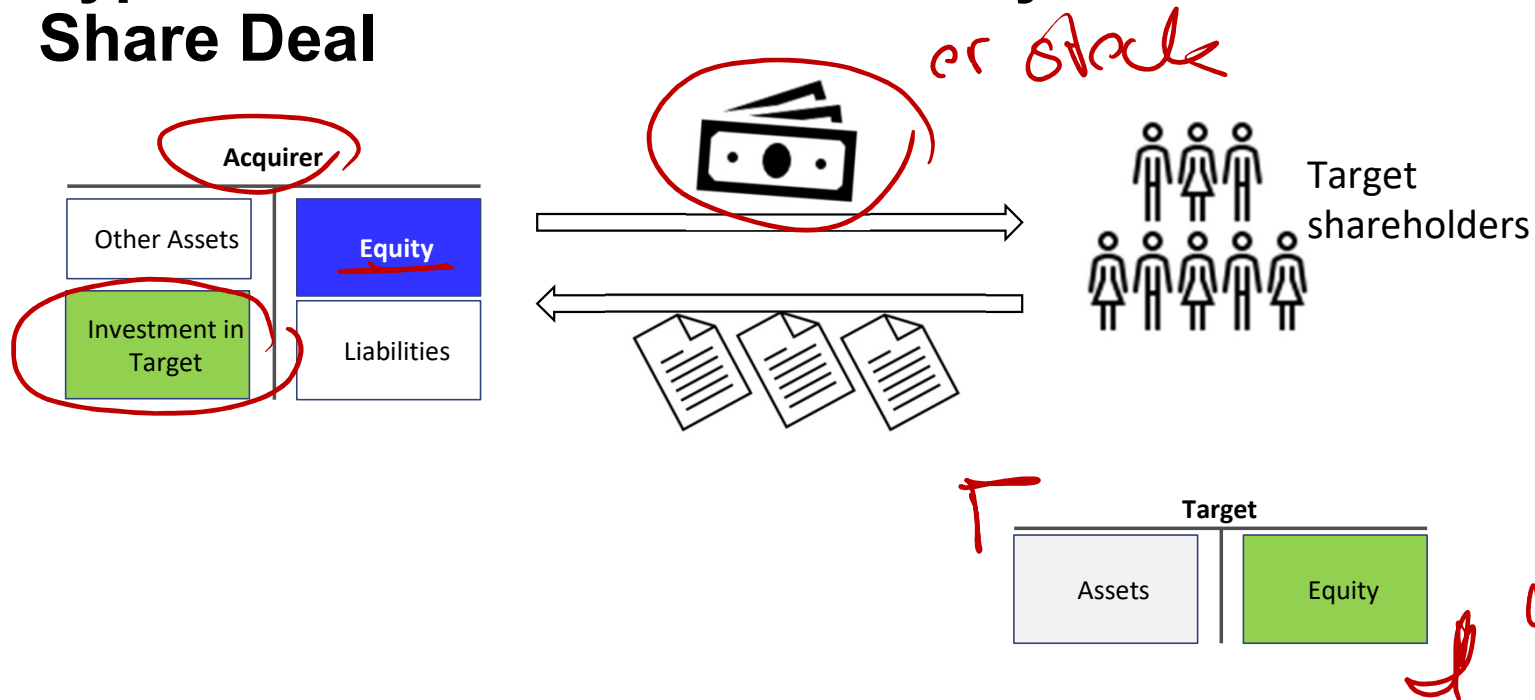 Share Deal
or stock
Acquirer
Other Assets
Equity
Investment in
Target
Liabilities
Target
shareholders
Target
Assets
Equity